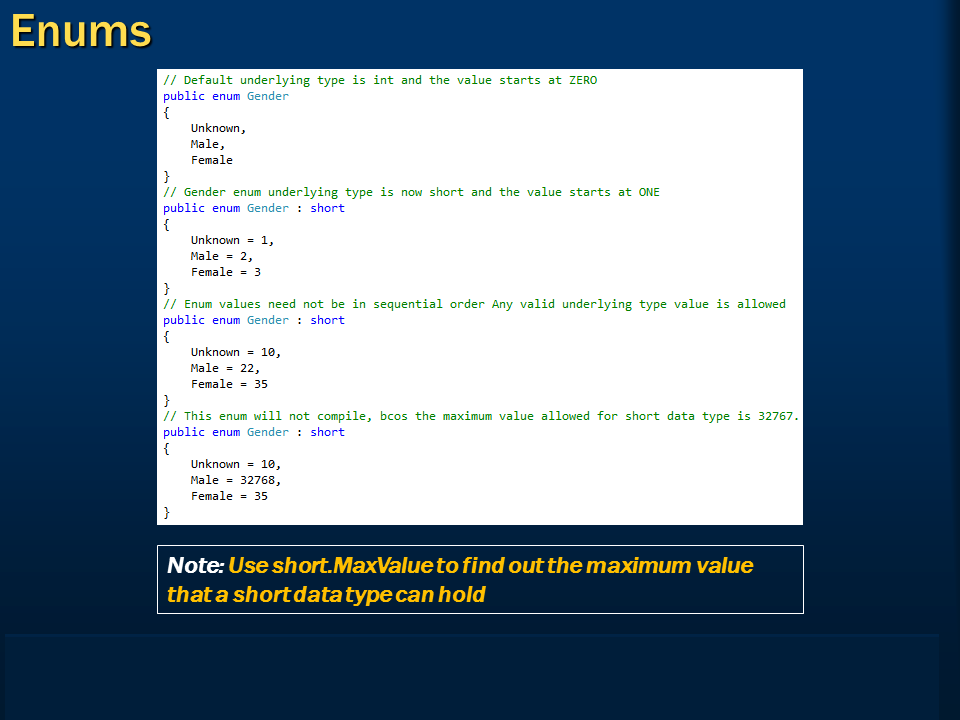 Enums
// Default underlying type is int and the value starts at ZERO
public enum Gender
{
    Unknown,
    Male,
    Female
}
// Gender enum underlying type is now short and the value starts at ONE
public enum Gender : short
{
    Unknown = 1,
    Male = 2,
    Female = 3
}
// Enum values need not be in sequential order Any valid underlying type value is allowed
public enum Gender : short
{
    Unknown = 10,
    Male = 22,
    Female = 35
}
// This enum will not compile, bcos the maximum value allowed for short data type is 32767.
public enum Gender : short
{
    Unknown = 10,
    Male = 32768,
    Female = 35
}
Note: Use short.MaxValue to find out the maximum value
that a short data type can hold